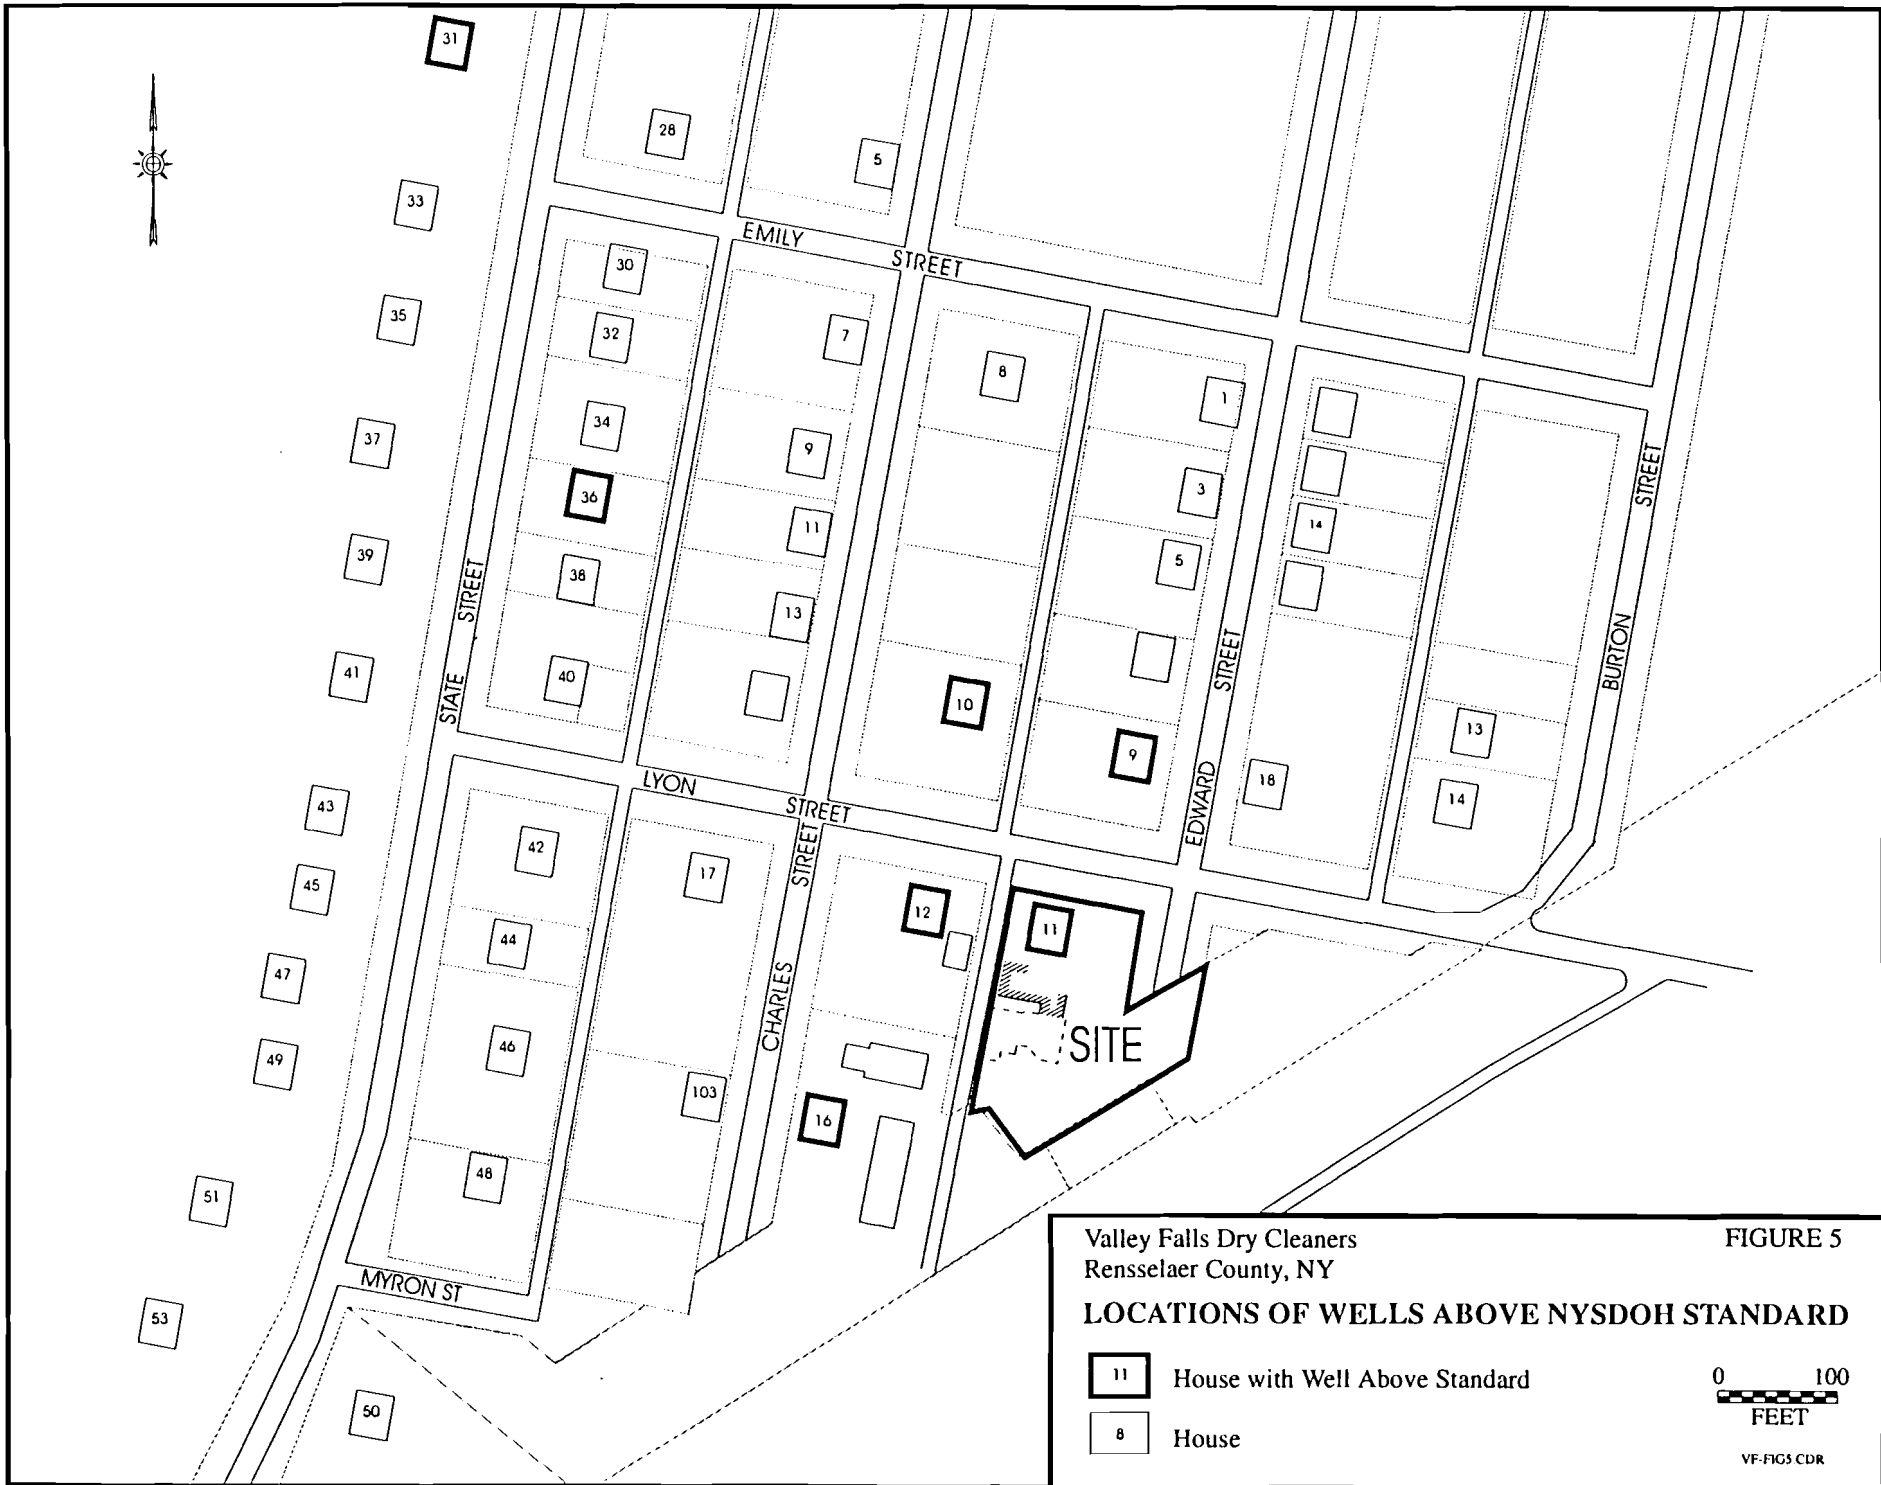 31
28
5
33
EMILY
STREET
30
35
7
32
8
1
34
9
37
STREET
3
36
11
14
39
5
38
STATE STREET
13
BURTON
41
40
EDWARD STREET
10
13
9
LYON
18
43
STREET
14
42
17
CHARLES STREET
45
12
11
44
47
SITE
46
49
103
16
48
51
MYRON ST
53
50
Valley Falls Dry Cleaners
Rensselaer County, NY
FIGURE 5
LOCATIONS OF WELLS ABOVE NYSDOH STANDARD
11
House with Well Above Standard
8
House
0 100
FEET
VF-FIG5 CDR